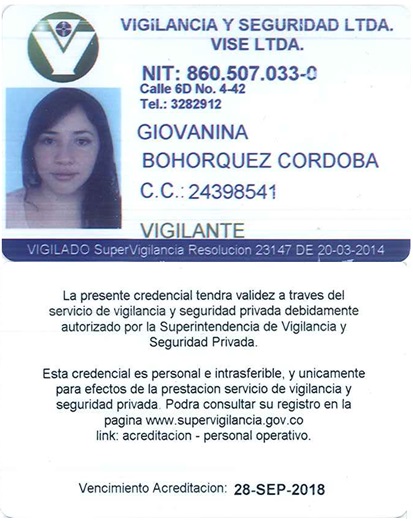 VIGILANCIA Y SEGURIDAD LTDA.
VISE LTDA.
NIT: 860.507.033-0
Calle 6D No. 4-42
Tel.: 3282912
GIOVANINA
BOHORQUEZ CORDOBA
C.C.: 24398541
VIGILANTE
VIGILADO SuperVigilancia Resolucion 23147 DE 20-03-2014
La presente credencial tendra validez a traves del
servicio de vigilancia y seguridad privada debidamente
autorizado por la Superintendencia de Vigilancia y
Seguridad Privada.
Esta credencial es personal e intrasferible, y unicamente
para efectos de la prestacion servicio de vigilancia y
seguridad privada. Podra consultar su registro en la
pagina www.supervigilancia.gov.co
link: acreditacion - personal operativo.
Vencimiento Acreditacion: 28-SEP-2018